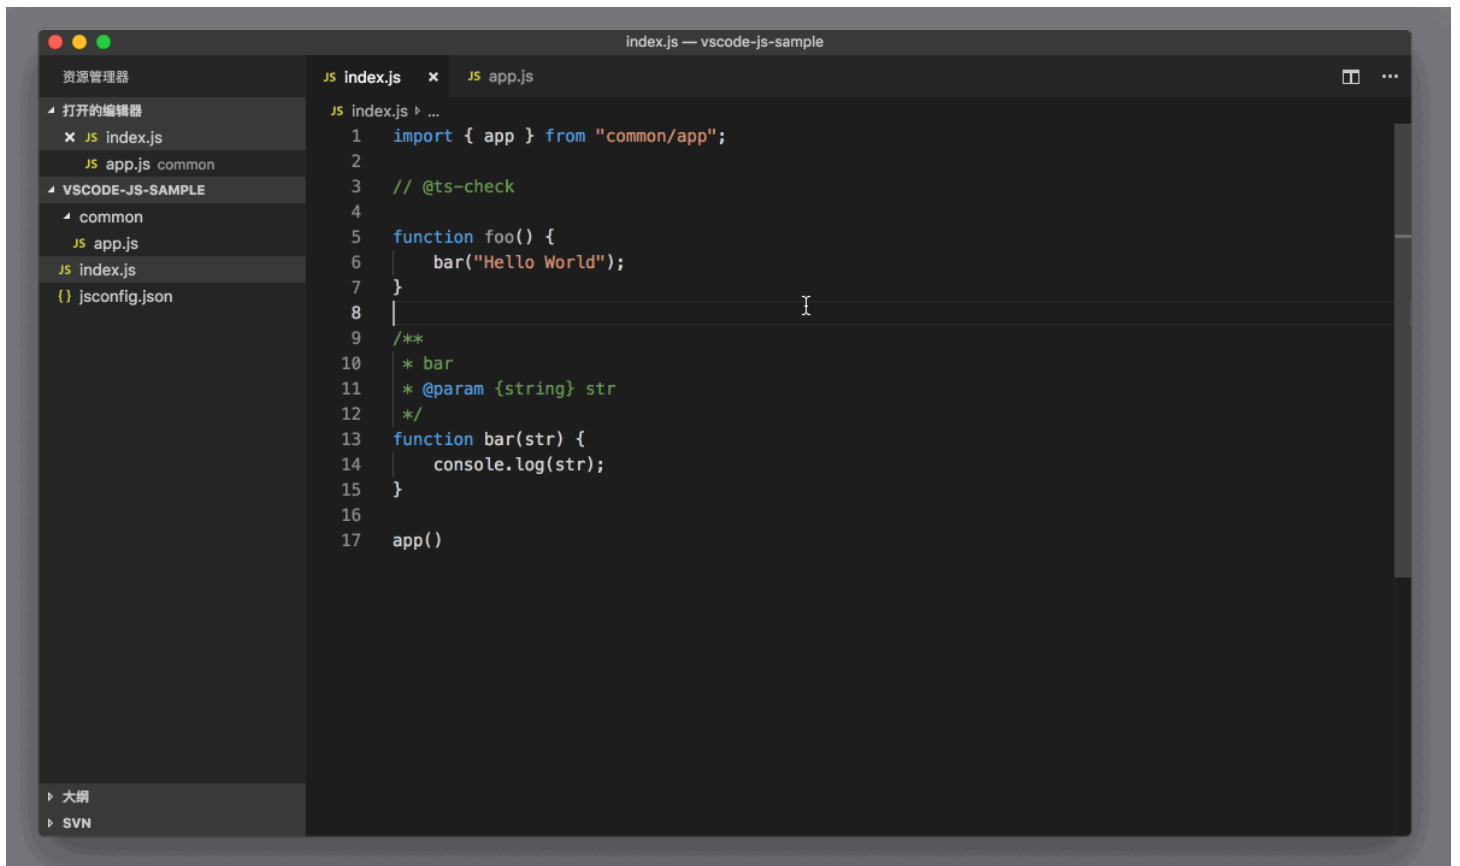 index.js — vscode-js-sample
资源管理器
打开的编辑器
JS index.js
JS app.js common
VSCODE-JS-SAMPLE
common
JS app.js
JS index.js
{} jsconfig.json
大纲
SVN
JS index.js JS app.js
JS index.js ...
1 import { app } from "common/app";
2
3 // @ts-check
4
5 function foo() {
6 bar("Hello World");
7 }
8
9 /**
10 * bar
11 * @param {string} str
12 */
13 function bar(str) {
14 console.log(str);
15 }
16
17 app()